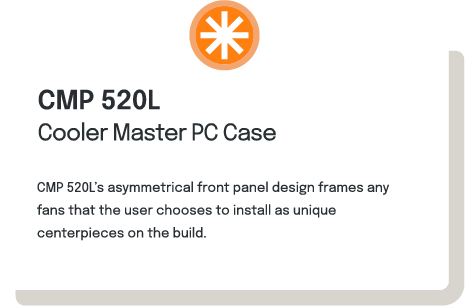 CMP 520L
Cooler Master PC Case
CMP 520L's asymmetrical front panel design frames any
fans that the user chooses to install as unique
centerpieces on the build.